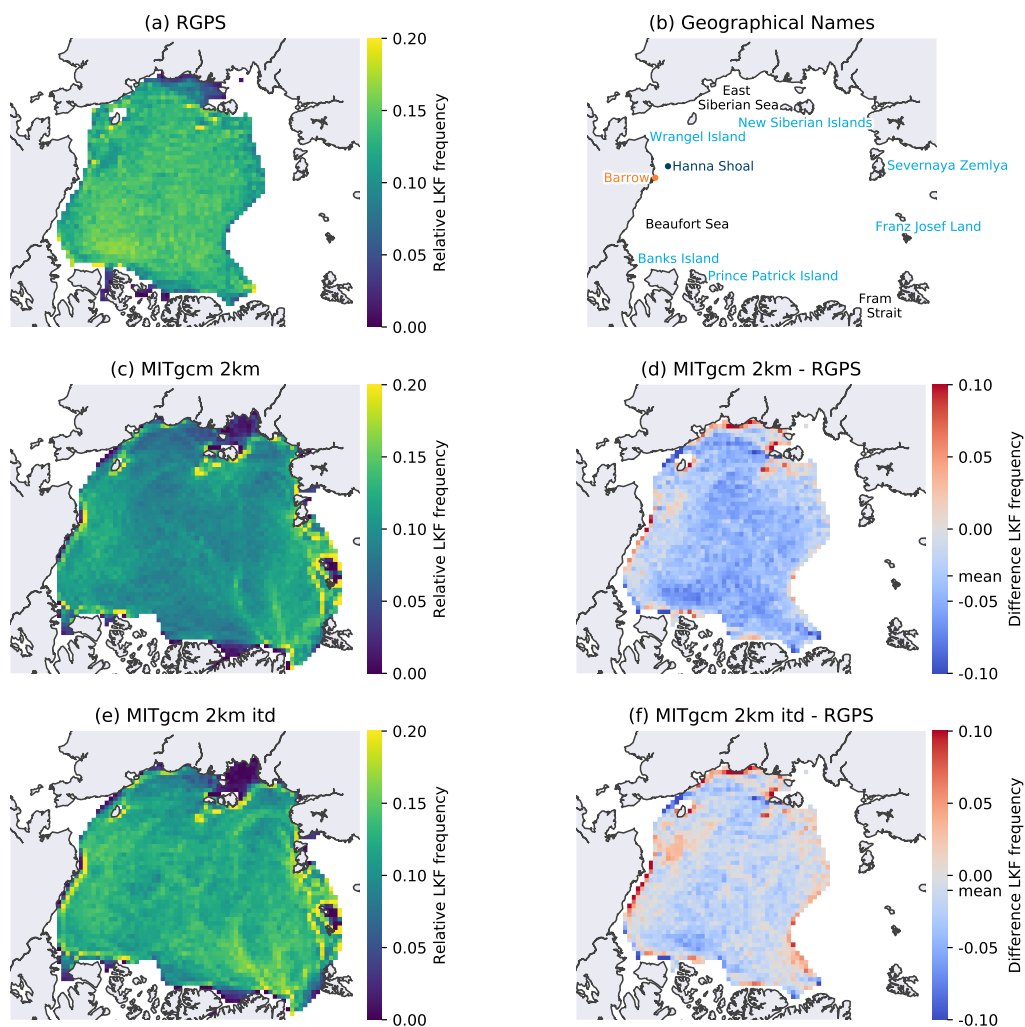 (a) RGPS
0.20
0.15
0.10
0.05
0.00
Relative LKF frequency
(b) Geographical Names
East
Siberian Sea
New Siberian Islands
Wrangel Island
Hanna Shoal
Severnaya Zemlya
Barrow
Beaufort Sea
Franz Josef Land
Banks Island
Prince Patrick Island
Fram
Strait
(c) MITgcm 2km
0.20
0.15
0.10
0.05
0.00
Relative LKF frequency
(d) MITgcm 2km - RGPS
0.10
0.05
0.00
mean
-0.05
-0.10
Difference LKF frequency
(e) MITgcm 2km itd
0.20
0.15
0.10
0.05
0.00
Relative LKF frequency
(f) MITgcm 2km itd - RGPS
0.10
0.05
0.00
mean
-0.05
-0.10
Difference LKF frequency